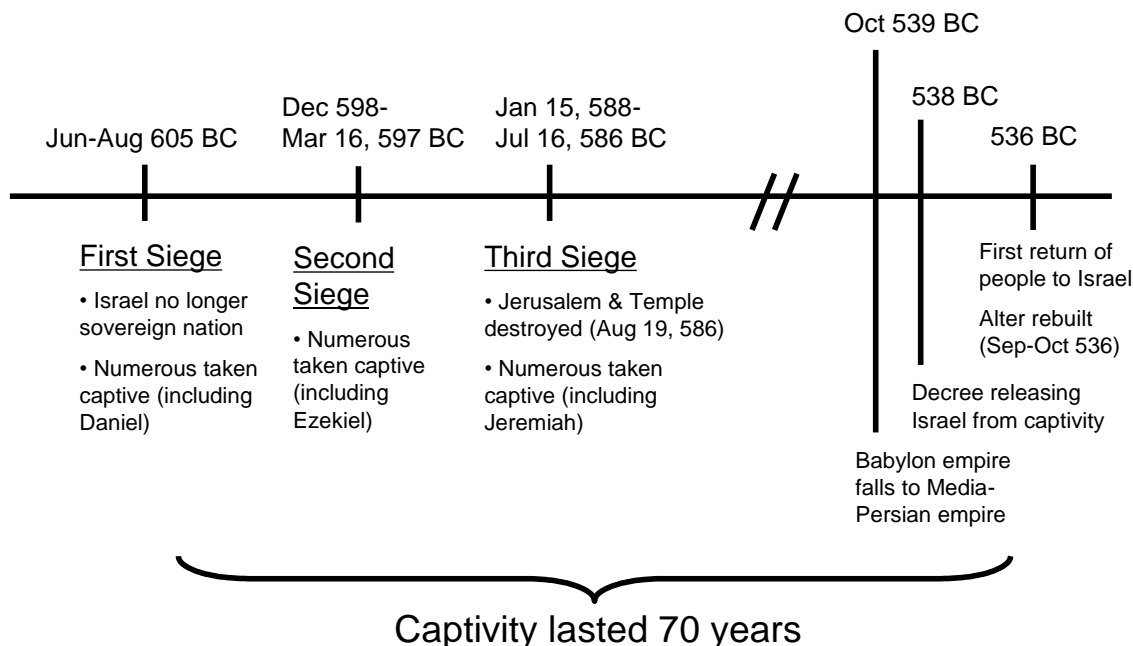 Oct 539 BC
538 BC
536 BC
Dec 598-
Mar 16, 597 BC
Jan 15, 588-
Jul 16, 586 BC
Jun-Aug 605 BC
First Siege
• Israel no longer
sovereign nation
• Numerous taken
captive (including
Daniel)
Second
Siege
• Numerous
taken captive
(including
Ezekiel)
Third Siege
• Jerusalem & Temple
destroyed (Aug 19, 586)
• Numerous taken
captive (including
Jeremiah)
First return of
people to Israel
Alter rebuilt
(Sep-Oct 536)
Decree releasing
Israel from captivity
Babylon empire
falls to Media-
Persian empire
Captivity lasted 70 years